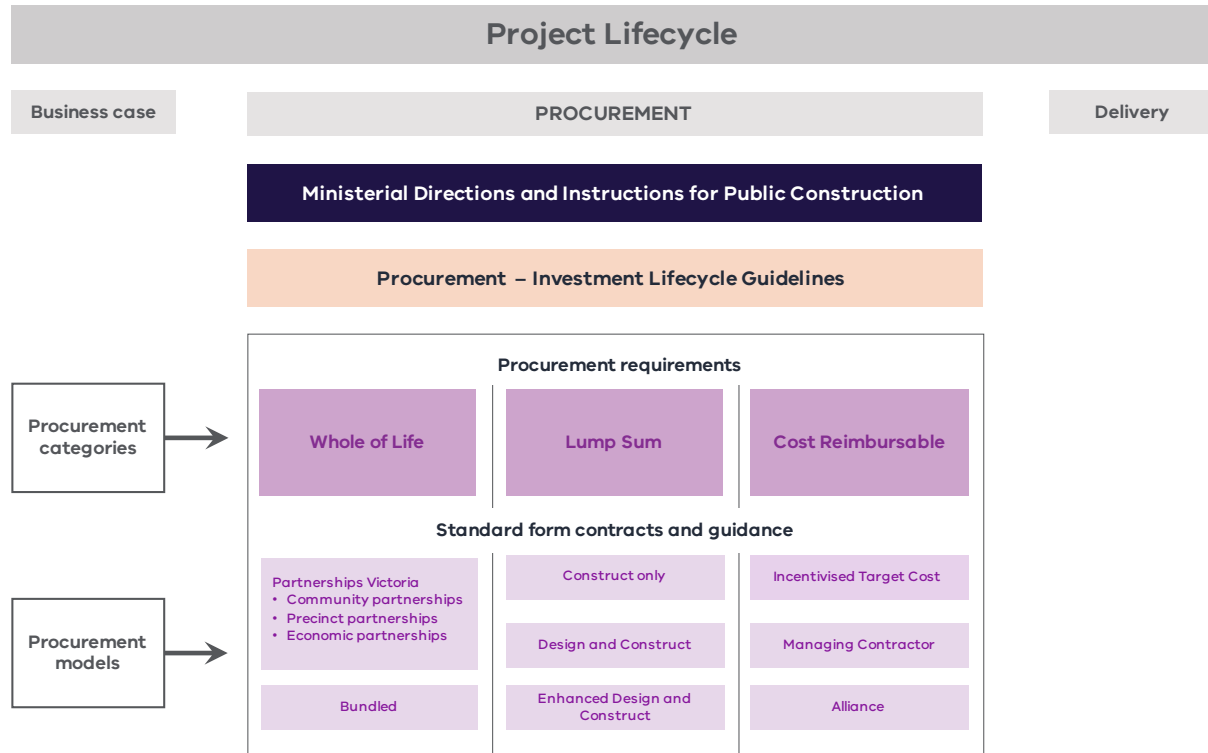 Project Lifecycle
Business case
PROCUREMENT
Delivery
Ministerial Directions and Instructions for Public Construction
Procurement – Investment Lifecycle Guidelines
Procurement requirements
Procurement
categories
Whole of Life
Lump Sum
Cost Reimbursable
Standard form contracts and guidance
Procurement
models
Partnerships Victoria
• Community partnerships
• Precinct partnerships
• Economic partnerships
Bundled
Construct only
Design and Construct
Enhanced Design and
Construct
Incentivised Target Cost
Managing Contractor
Alliance